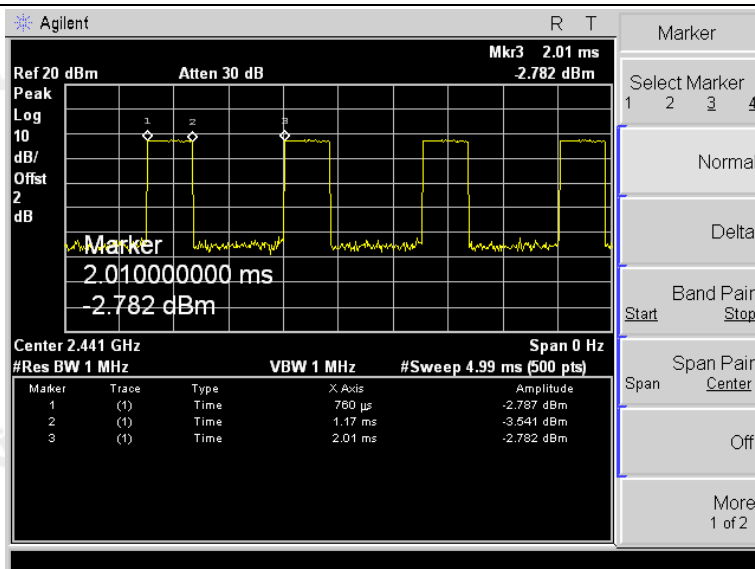 Agilent R T
Mkr3 2.01 ms
Ref 20 dBm Atten 30 dB -2.782 dBm
Peak
Log
10
dB/
Offst
2
dB
1 2 3
Marker
2.010000000 ms
-2.782 dBm
Center 2.441 GHz Span 0 Hz
#Res BW 1 MHz VBW 1 MHz #Sweep 4.99 ms (500 pts)
Marker Trace Type X Axis Amplitude
1 (1) Time 760 µs -2.787 dBm
2 (1) Time 1.17 ms -3.541 dBm
3 (1) Time 2.01 ms -2.782 dBm
Marker
Select Marker
1 2 3 4
Normal
Delta
Band Pair
Start Stop
Span Pair
Span Center
Off
More
1 of 2